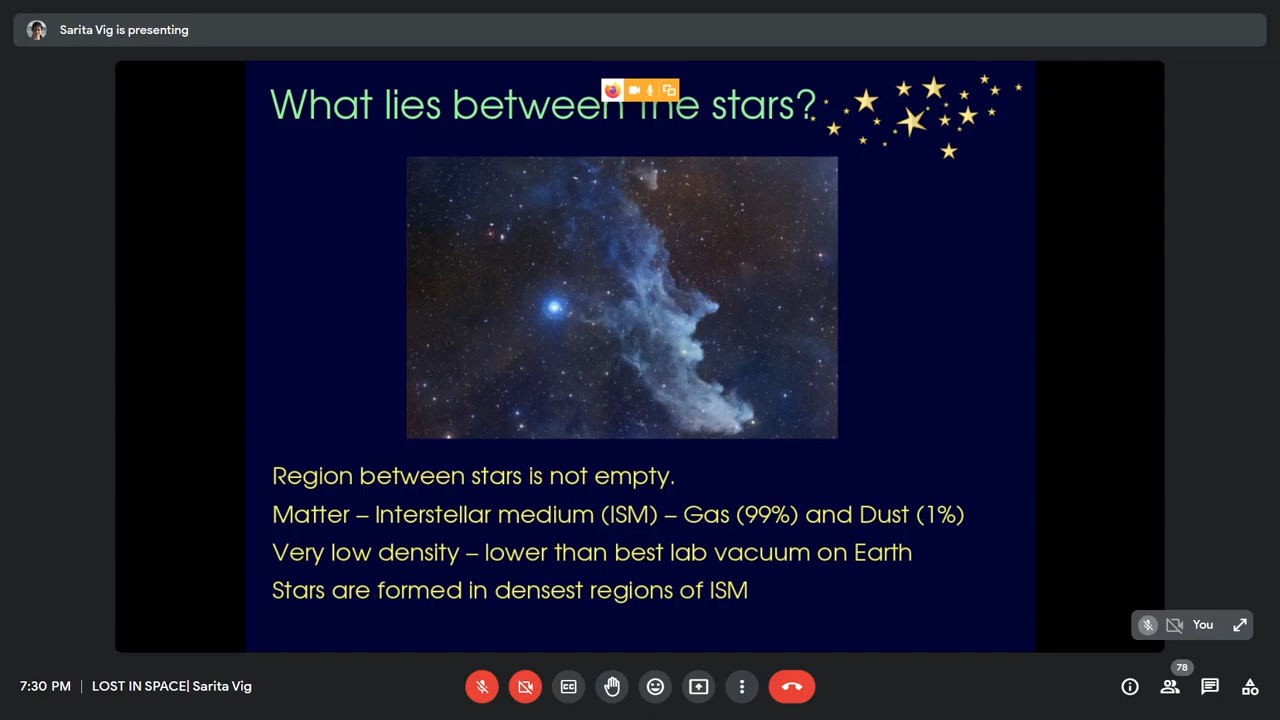 Sarita Vig is presenting
What lies between the stars?
Region between stars is not empty.
Matter – Interstellar medium (ISM) – Gas (99%) and Dust (1%)
Very low density – lower than best lab vacuum on Earth
Stars are formed in densest regions of ISM
You
78
7:30 PM | LOST IN SPACE| Sarita Vig